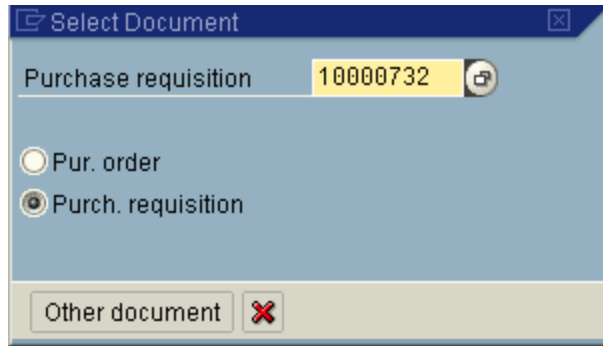 Select Document
Purchase requisition 10000732
Pur. order
Purch. requisition
Other document